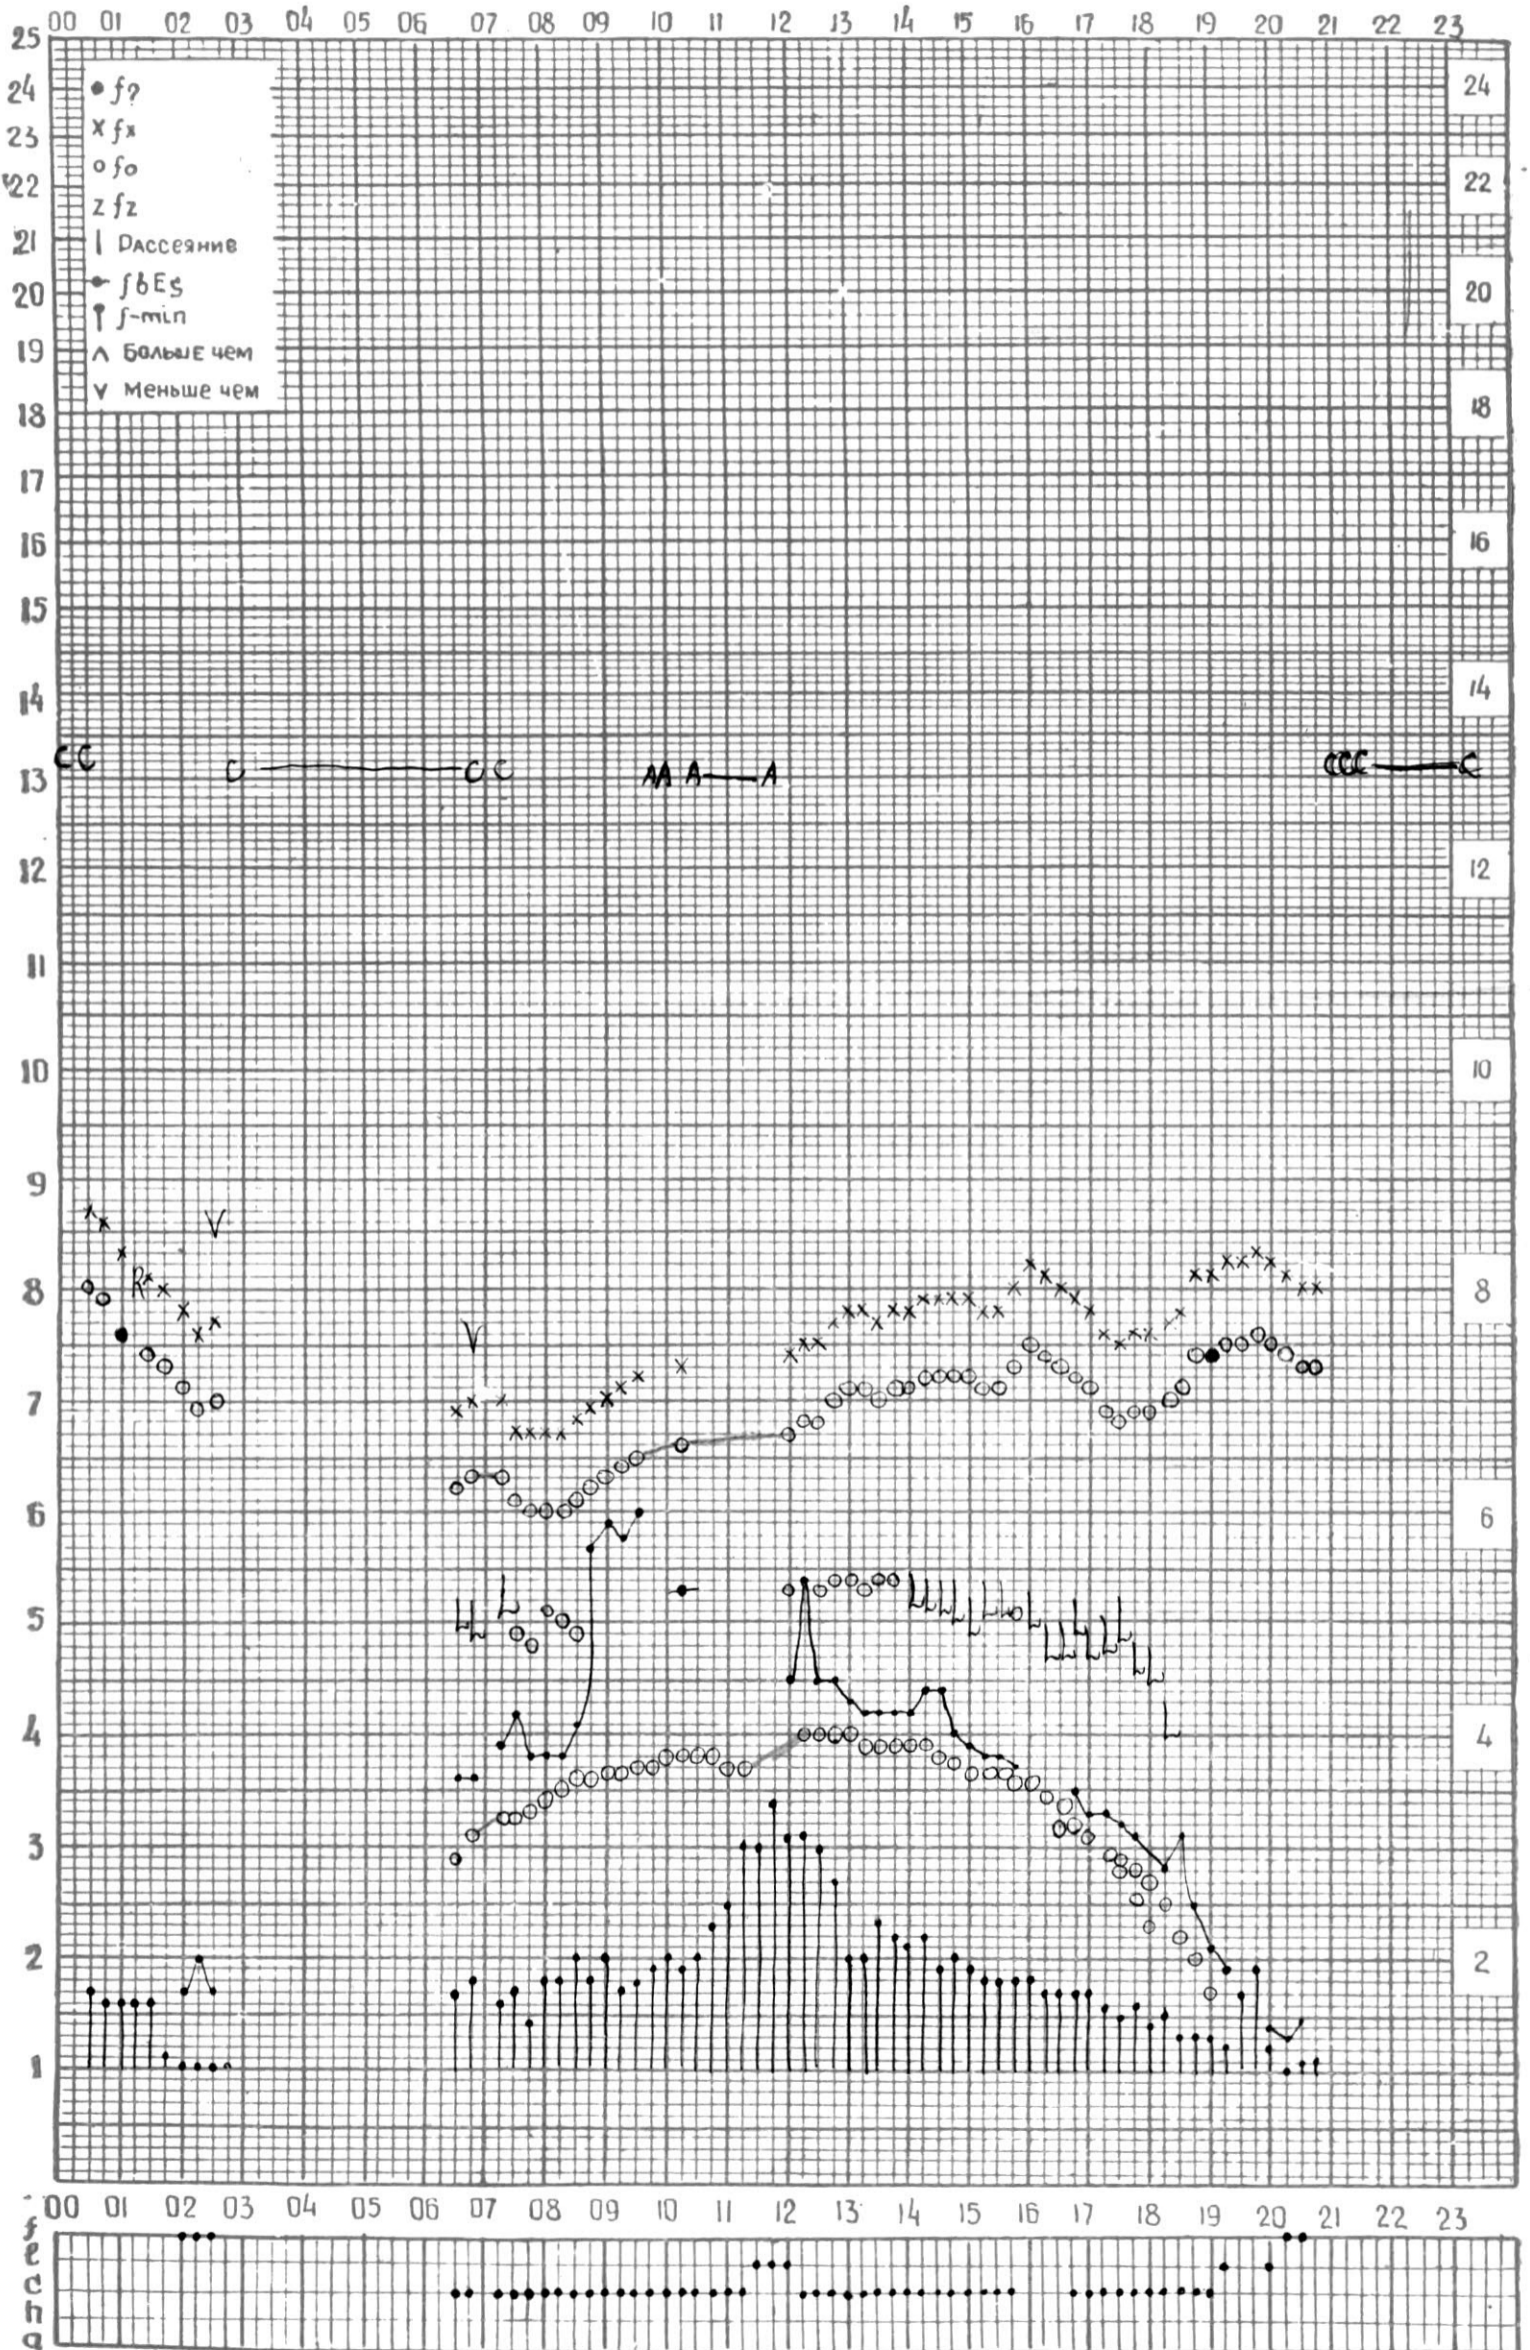 00 01 02 03 04 05 06 07 08 09 10 11 12 13 14 15 16 17 18 19 20 21 22 23
25
24 24
23
22 22
21
20 20
19
18 18
17
16 16
15
14 14
13
12 12
11
10 10
9
8 8
7
6 6
5
4 4
3
2 2
1
● f?
x fx
o fo
z fz
| Рассеяние
fbEs
f-min
∧ Больше чем
∨ Меньше чем
CC C C C AA A A CCC C
V
R
V
L L L L L L L L L L L L L L L L L L L L L
00 01 02 03 04 05 06 07 08 09 10 11 12 13 14 15 16 17 18 19 20 21 22 23
f
l
c
h
q